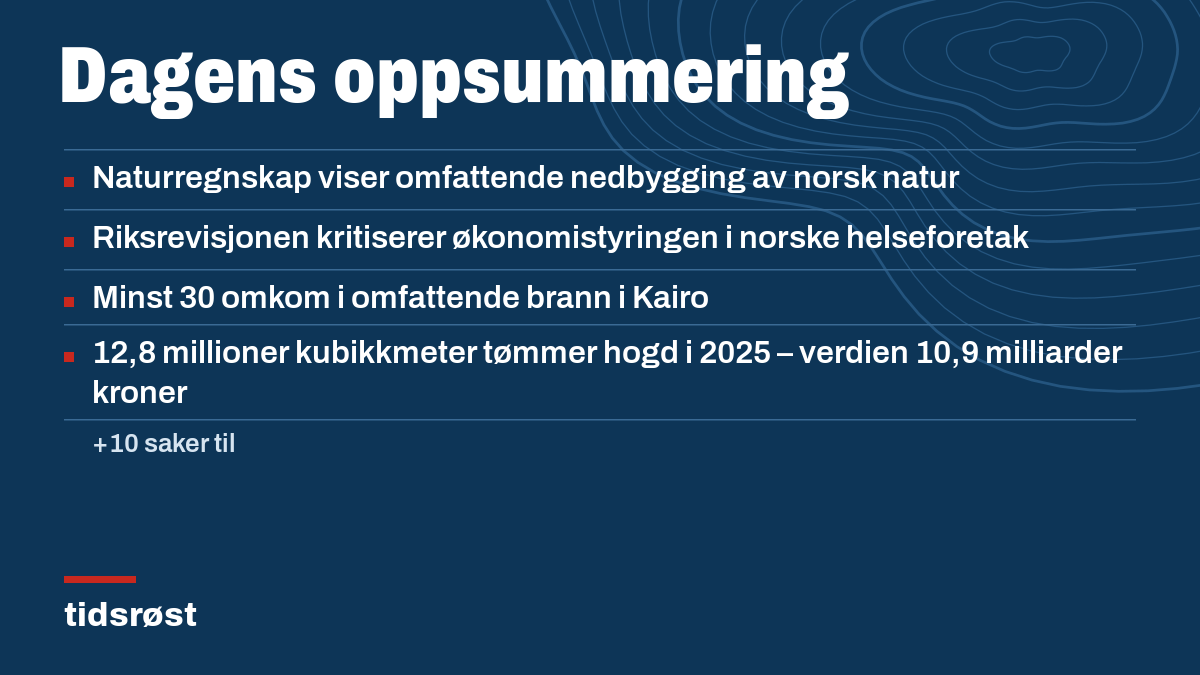 Dagens oppsummering
Naturregnskap viser omfattende nedbygging av norsk natur
Riksrevisjonen kritiserer økonomistyringen i norske helseforetak
Minst 30 omkom i omfattende brann i Kairo
12,8 millioner kubikkmeter tømmer hogd i 2025 – verdien 10,9 milliarder
kroner
+10 saker til
tidsrøst